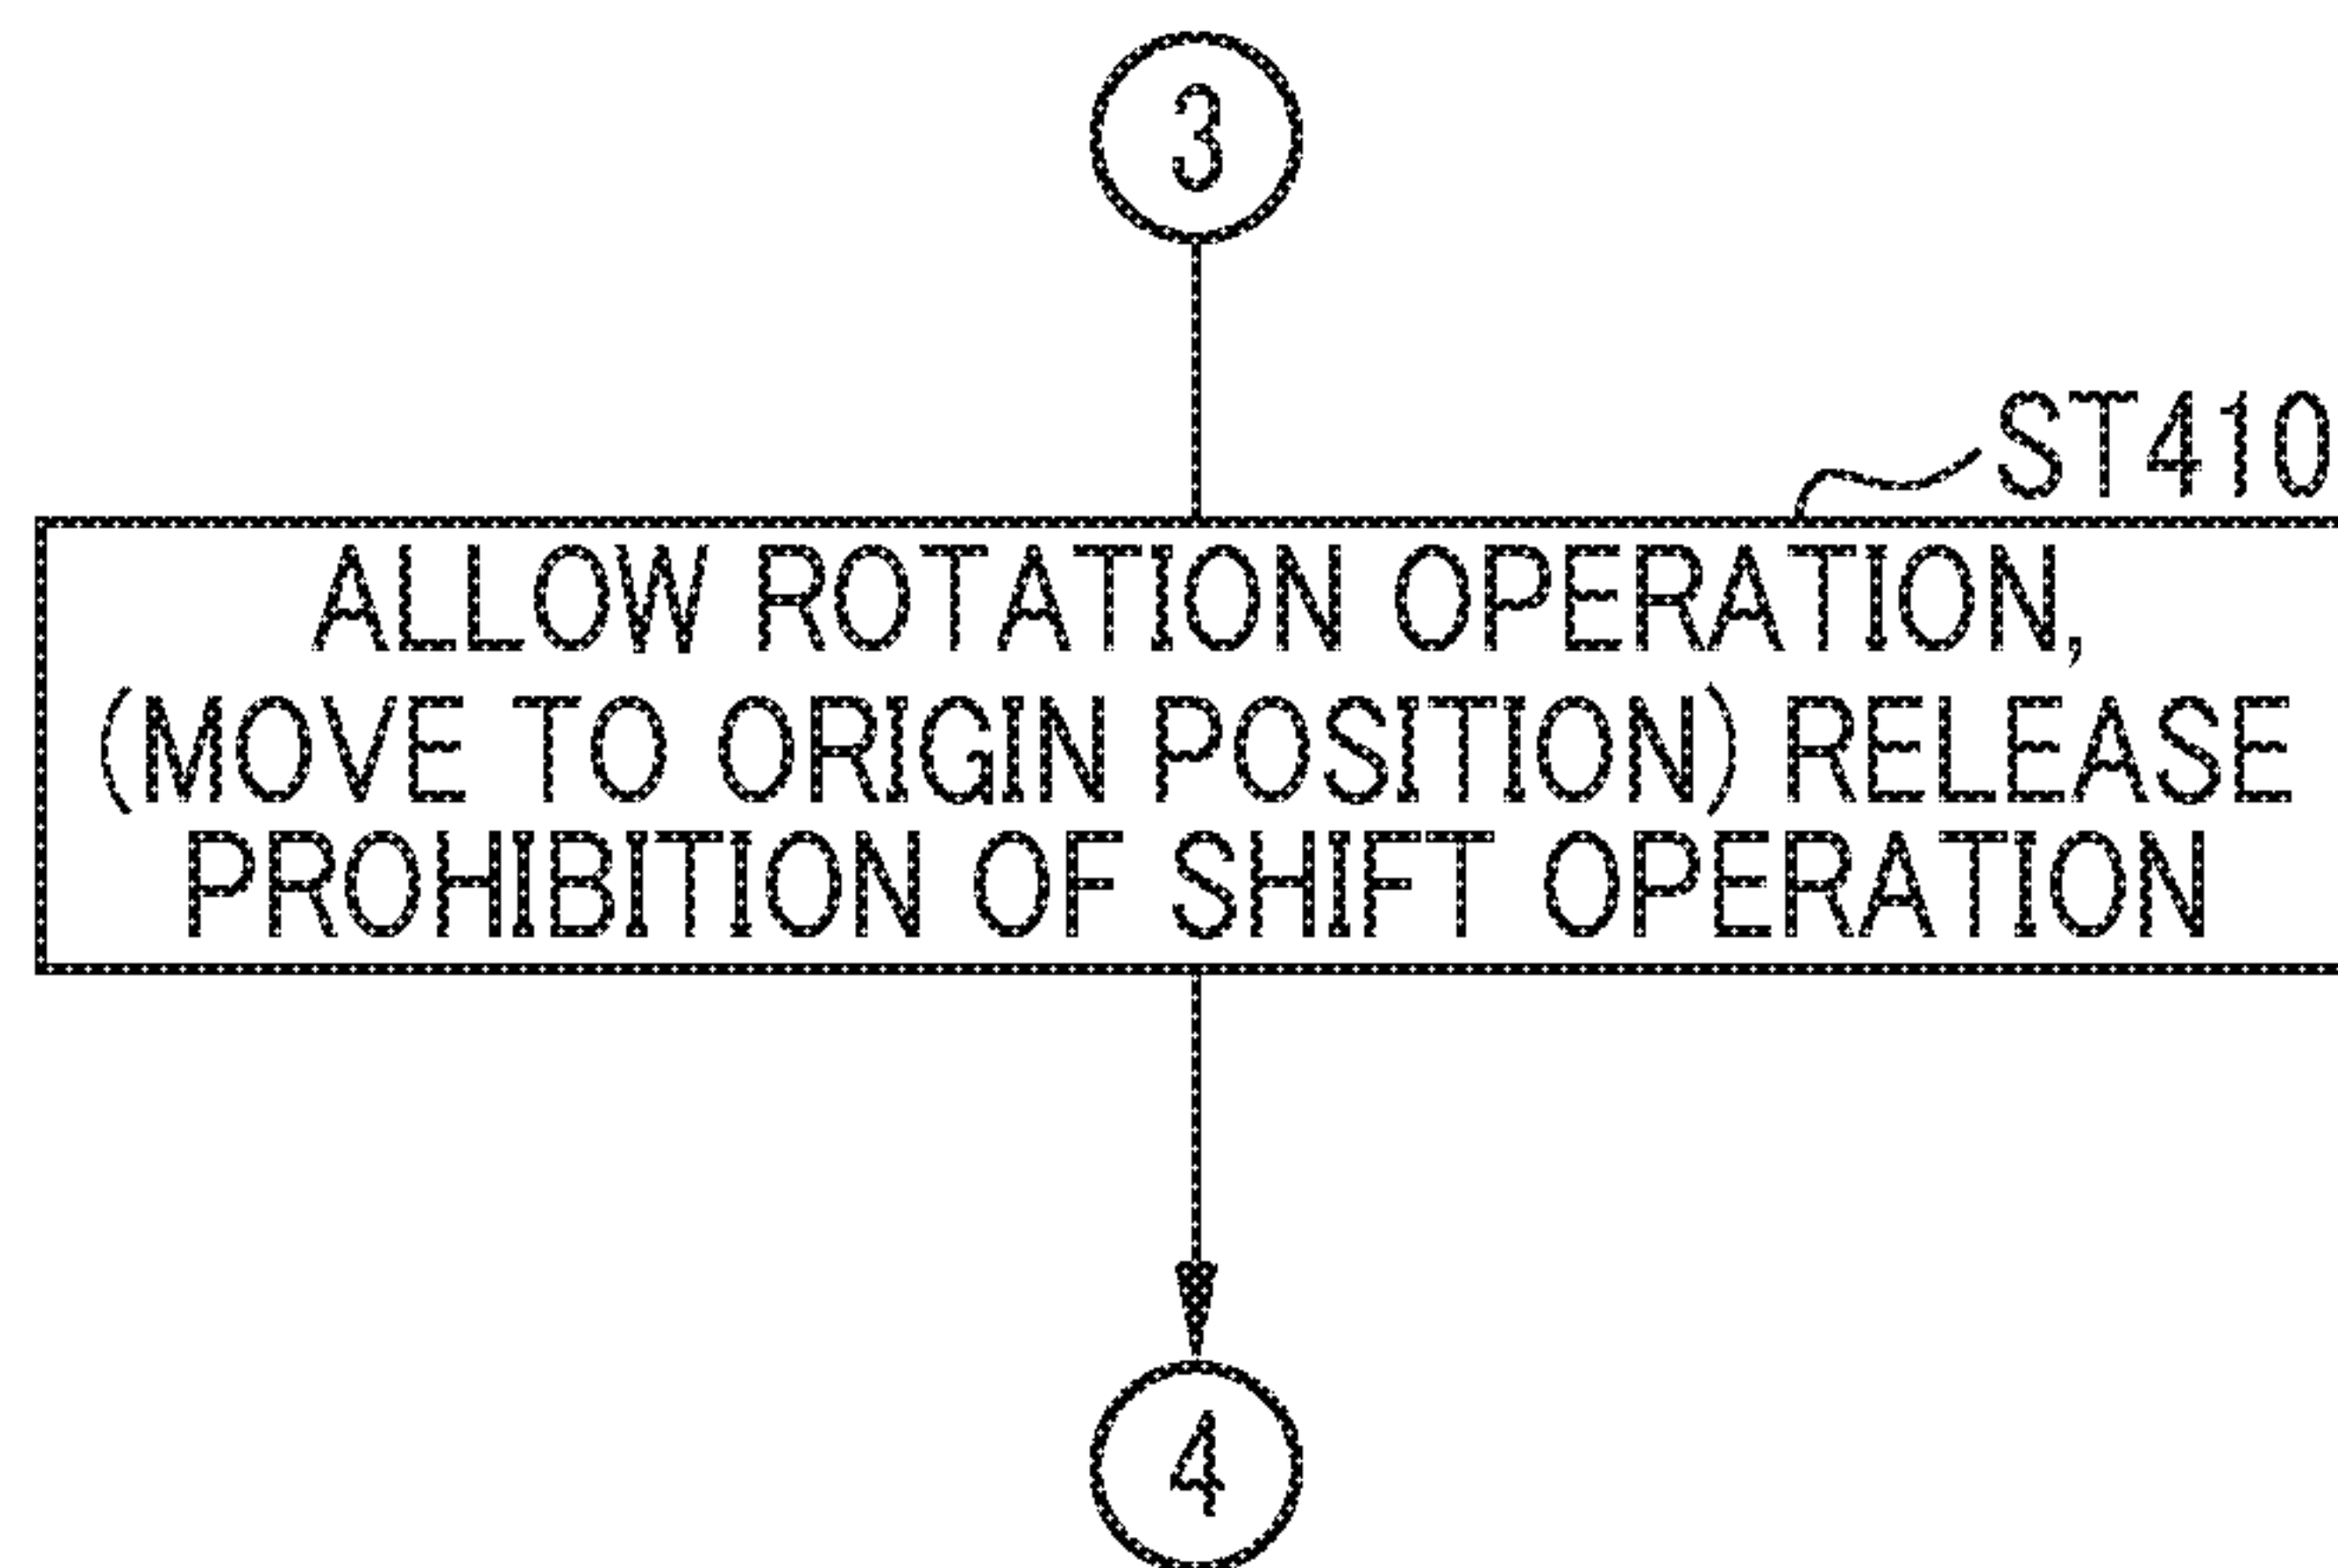 3
ST410
ALLOW ROTATION OPERATION,
(MOVE TO ORIGIN POSITION) RELEASE
PROHIBITION OF SHIFT OPERATION
4